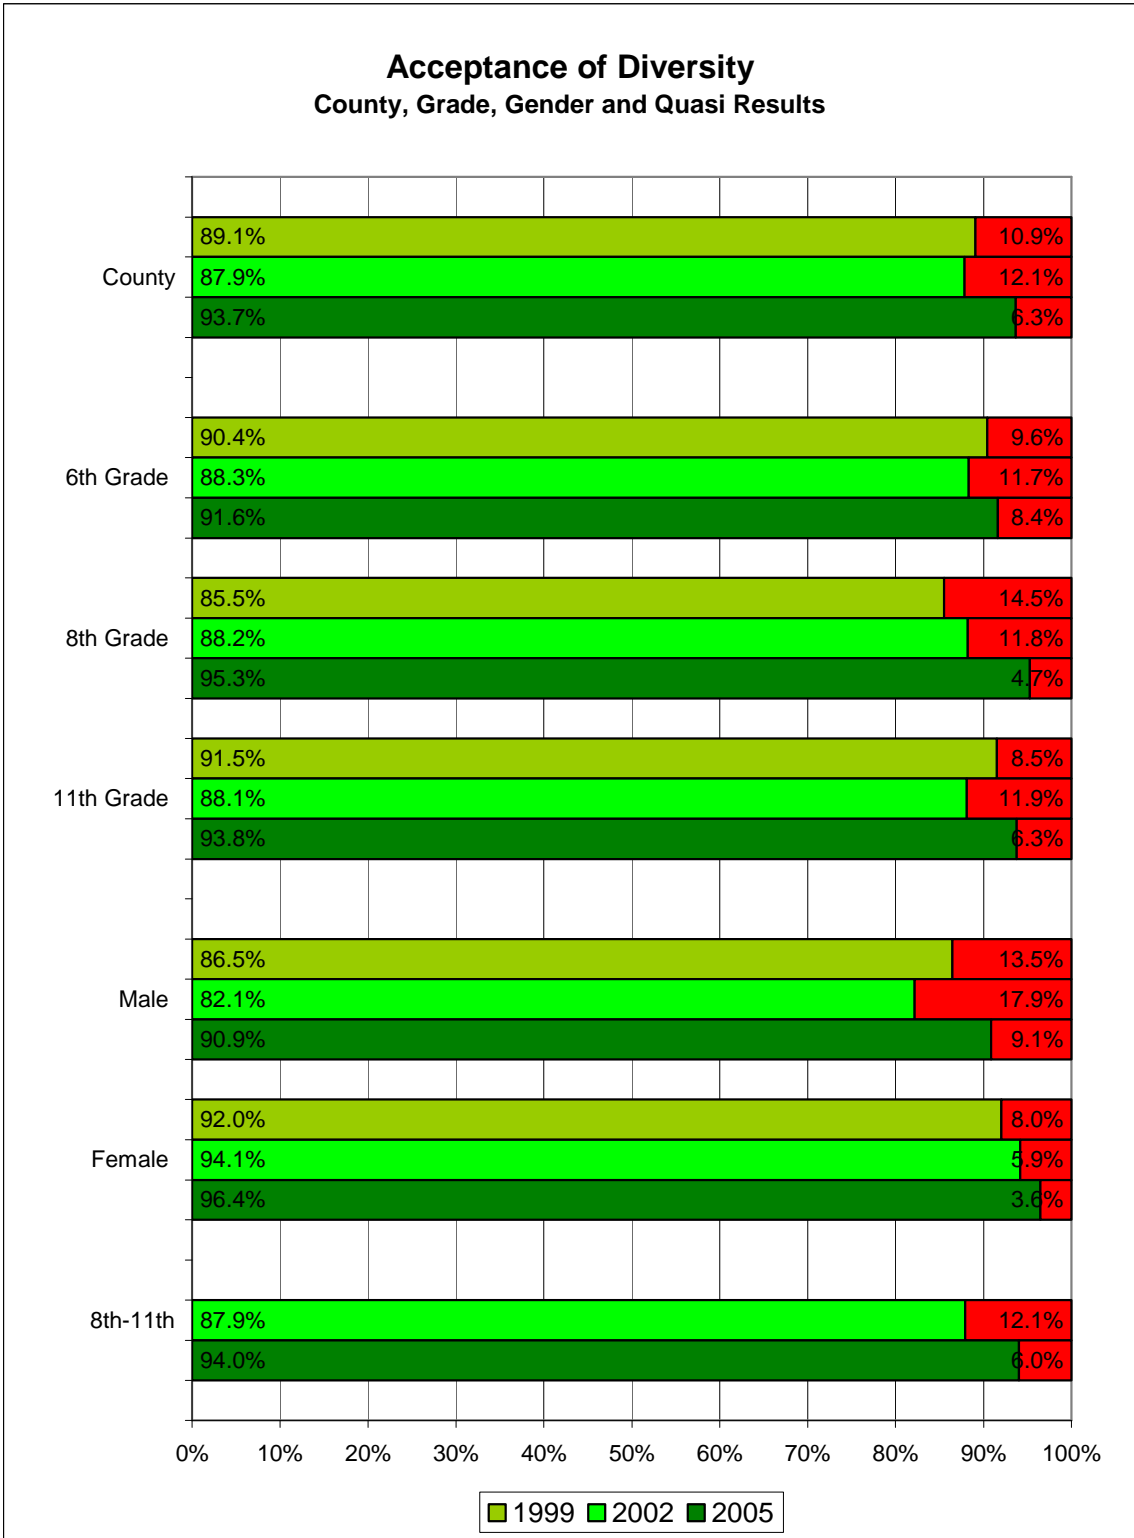 Acceptance of Diversity
County, Grade, Gender and Quasi Results
89.1% 10.9%
County 87.9% 12.1%
93.7% 6.3%
90.4% 9.6%
6th Grade 88.3% 11.7%
91.6% 8.4%
85.5% 14.5%
8th Grade 88.2% 11.8%
95.3% 4.7%
91.5% 8.5%
11th Grade 88.1% 11.9%
93.8% 6.3%
86.5% 13.5%
Male 82.1% 17.9%
90.9% 9.1%
92.0% 8.0%
Female 94.1% 5.9%
96.4% 3.6%
8th-11th 87.9% 12.1%
94.0% 6.0%
0% 10% 20% 30% 40% 50% 60% 70% 80% 90% 100%
1999 2002 2005